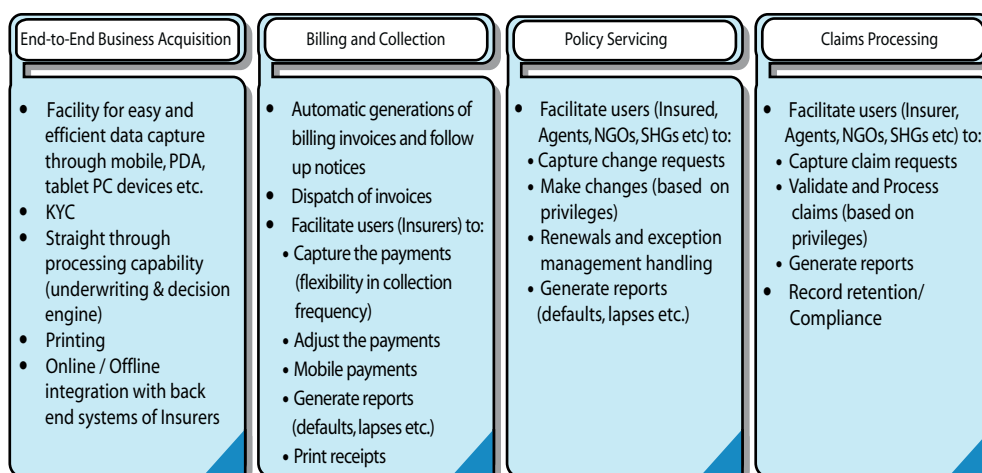 End-to-End Business Acquisition
• Facility for easy and
efficient data capture
through mobile, PDA,
tablet PC devices etc.
• KYC
• Straight through
processing capability
(underwriting & decision
engine)
• Printing
• Online / Offline
integration with back
end systems of Insurers
Billing and Collection
• Automatic generations of
billing invoices and follow
up notices
• Dispatch of invoices
• Facilitate users (Insurers) to:
• Capture the payments
(flexibility in collection
frequency)
• Adjust the payments
• Mobile payments
• Generate reports
(defaults, lapses etc.)
• Print receipts
Policy Servicing
• Facilitate users (Insured,
Agents, NGOs, SHGs etc) to:
• Capture change requests
• Make changes (based on
privileges)
• Renewals and exception
management handling
• Generate reports
(defaults, lapses etc.)
Claims Processing
• Facilitate users (Insurer,
Agents, NGOs, SHGs etc) to:
• Capture claim requests
• Validate and Process
claims (based on
privileges)
• Generate reports
• Record retention/
Compliance